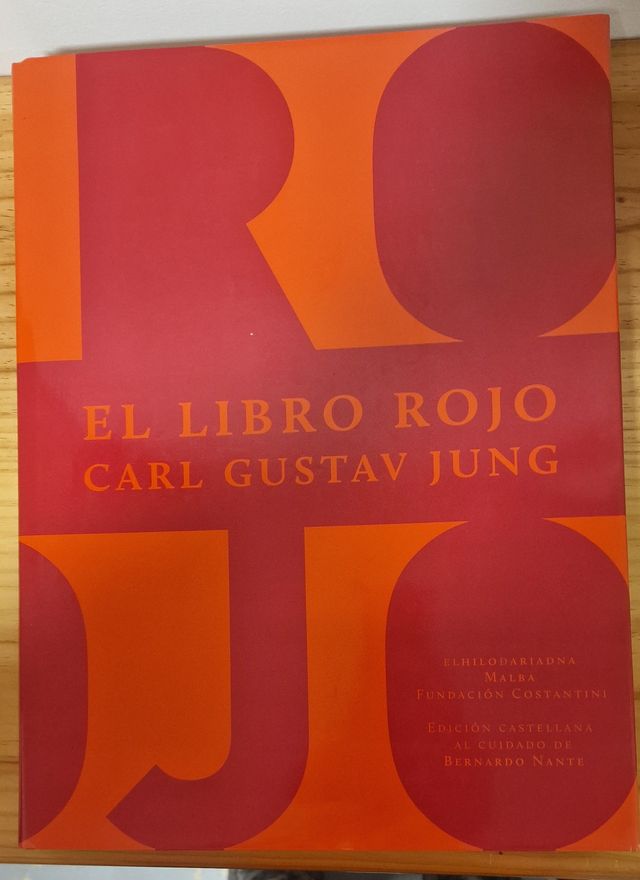 RO
EL LIBRO ROJO
CARL GUSTAV JUNG
JO
ELHILODARIADNA
MALBA
FUNDACIÓN COSTANTINI
EDICIÓN CASTELLANA
AL CUIDADO DE
BERNARDO NANTE